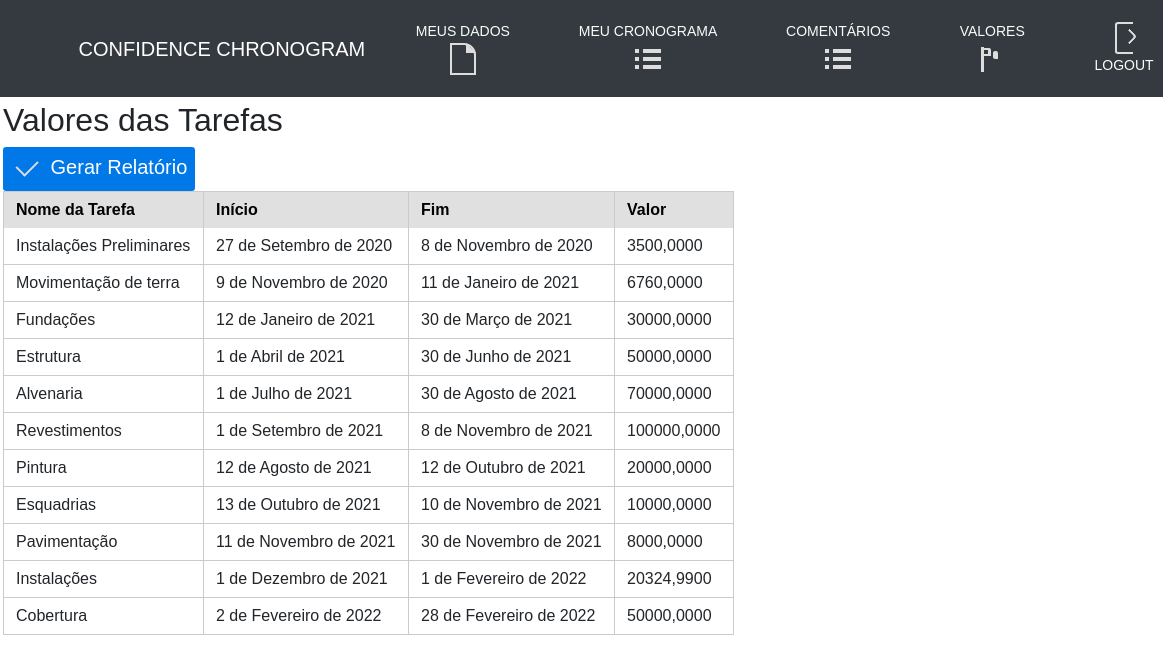 CONFIDENCE CHRONOGRAM
MEUS DADOS
MEU CRONOGRAMA
COMENTÁRIOS
VALORES
LOGOUT
Valores das Tarefas
Gerar Relatório
Nome da Tarefa Início Fim Valor
Instalações Preliminares 27 de Setembro de 2020 8 de Novembro de 2020 3500,0000
Movimentação de terra 9 de Novembro de 2020 11 de Janeiro de 2021 6760,0000
Fundações 12 de Janeiro de 2021 30 de Março de 2021 30000,0000
Estrutura 1 de Abril de 2021 30 de Junho de 2021 50000,0000
Alvenaria 1 de Julho de 2021 30 de Agosto de 2021 70000,0000
Revestimentos 1 de Setembro de 2021 8 de Novembro de 2021 100000,0000
Pintura 12 de Agosto de 2021 12 de Outubro de 2021 20000,0000
Esquadrias 13 de Outubro de 2021 10 de Novembro de 2021 10000,0000
Pavimentação 11 de Novembro de 2021 30 de Novembro de 2021 8000,0000
Instalações 1 de Dezembro de 2021 1 de Fevereiro de 2022 20324,9900
Cobertura 2 de Fevereiro de 2022 28 de Fevereiro de 2022 50000,0000